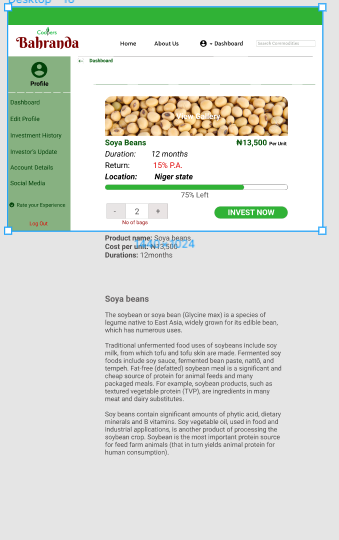 Desktop - 16
Coopers
Bahranda
Home
About Us
Dashboard
Search Commodities
Profile
← Dashboard
Dashboard
Edit Profile
Investment History
Investor's Update
Account Details
Social Media
Rate your Experience
Log Out
View Gallery
Soya Beans
₦13,500 Per Unit
Duration: 12 months
Return: 15% P.A.
Location: Niger state
75% Left
- 2 +
No of bags
INVEST NOW
Product name: Soya beans
Cost per unit: ₦13,500
Durations: 12months
Soya beans
The soybean or soya bean (Glycine max) is a species of
legume native to East Asia, widely grown for its edible bean,
which has numerous uses.
Traditional unfermented food uses of soybeans include soy
milk, from which tofu and tofu skin are made. Fermented soy
foods include soy sauce, fermented bean paste, nattō, and
tempeh. Fat-free (defatted) soybean meal is a significant and
cheap source of protein for animal feeds and many
packaged meals. For example, soybean products, such as
textured vegetable protein (TVP), are ingredients in many
meat and dairy substitutes.
Soy beans contain significant amounts of phytic acid, dietary
minerals and B vitamins. Soy vegetable oil, used in food and
industrial applications, is another product of processing the
soybean crop. Soybean is the most important protein source
for feed farm animals (that in turn yields animal protein for
human consumption).